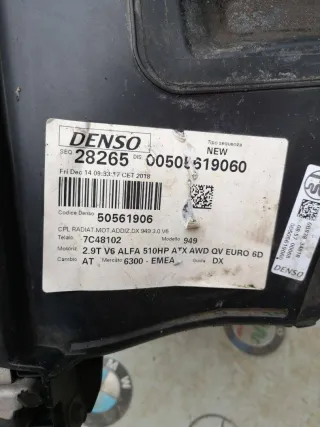 DENSO
Tipo sequenza
NEW
SEQ 28265 DIS 00505619060
Fri Dec 14 09:33:17 CET 2018
Codice Denso 50561906
CPL RADIAT.MOT.ADDIZ.DX 949 3.0 V6
Telaio 7C48102 Modello 949
Motore 2.9T V6 ALFA 510HP ATX AWD QV EURO 6D
Cambio AT Mercato 6300 - EMEA Guida DX
DENSO